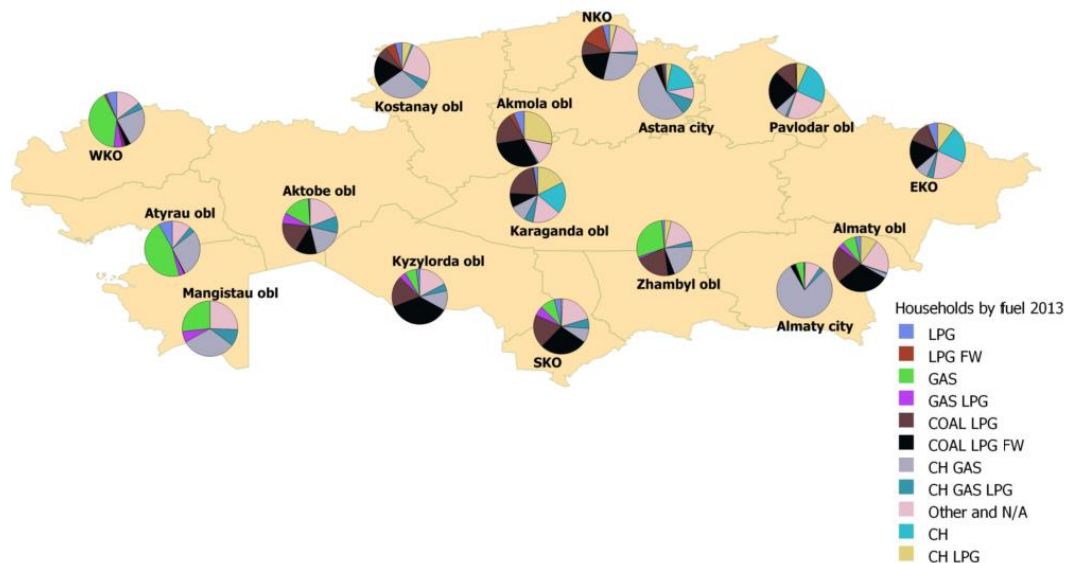 NKO
Kostanay obl
Akmola obl
Astana city
Pavlodar obl
WKO
EKO
Aktobe obl
Atyrau obl
Karaganda obl
Almaty obl
Kyzylorda obl
Zhambyl obl
Mangistau obl
Almaty city
SKO
Households by fuel 2013
LPG
LPG FW
GAS
GAS LPG
COAL LPG
COAL LPG FW
CH GAS
CH GAS LPG
Other and N/A
CH
CH LPG